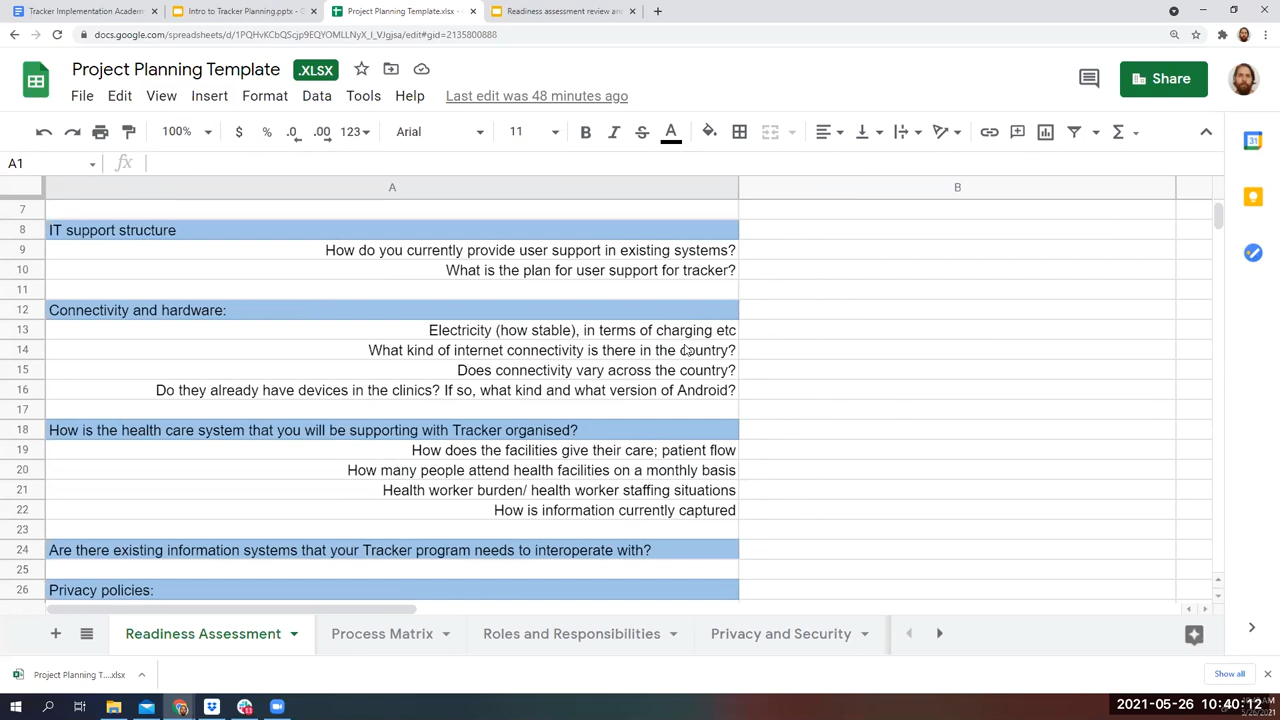 Tracker Implementation Academ
Intro to Tracker Planning.pptx - G
Project Planning Template.xlsx -
Readiness assessment review and
docs.google.com/spreadsheets/d/1PQHvKCbQScjp9EQYOMLLNyX_I_VJgjsa/edit#gid=2135800888
Project Planning Template
.XLSX
Share
File Edit View Insert Format Data Tools Help Last edit was 48 minutes ago
100% $ % .0 .00 123 Arial 11 B I S A
A1 fx
31
A B
7
8 IT support structure
9 How do you currently provide user support in existing systems?
10 What is the plan for user support for tracker?
11
12 Connectivity and hardware:
13 Electricity (how stable), in terms of charging etc
14 What kind of internet connectivity is there in the country?
15 Does connectivity vary across the country?
16 Do they already have devices in the clinics? If so, what kind and what version of Android?
17
18 How is the health care system that you will be supporting with Tracker organised?
19 How does the facilities give their care; patient flow
20 How many people attend health facilities on a monthly basis
21 Health worker burden/ health worker staffing situations
22 How is information currently captured
23
24 Are there existing information systems that your Tracker program needs to interoperate with?
25
26 Privacy policies:
Readiness Assessment Process Matrix Roles and Responsibilities Privacy and Security
Project Planning T....xlsx
Show all
2021-05-26 10:40:12